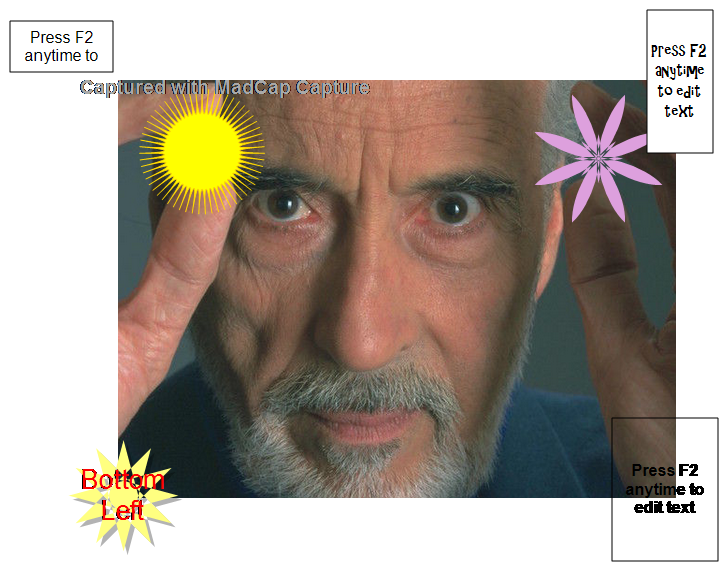 Press F2
anytime to
Press F2
anytime
to edit
text
Captured with MadCap Capture
Bottom
Left
Press F2
anytime to
edit text